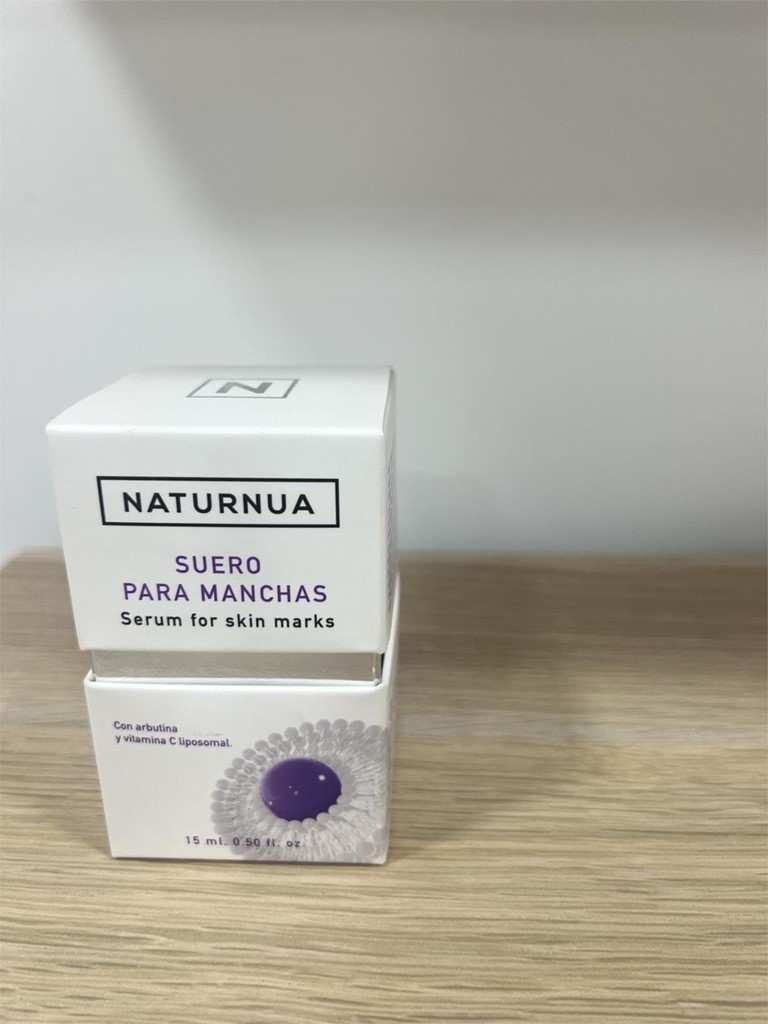 N
NATURNUA
SUERO
PARA MANCHAS
Serum for skin marks
Con arbutina
y vitamina C liposomal.
15 ml. 0.50 fl. oz.